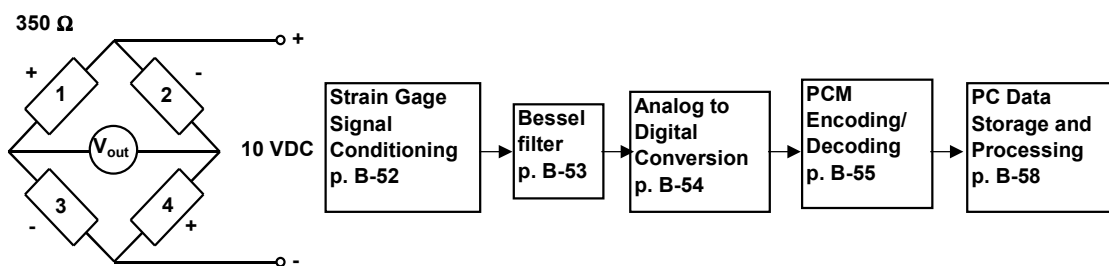 350 Ω
+
+
-
1
2
Vout
10 VDC
3
4
-
+
-
Strain Gage
Signal
Conditioning
p. B-52
Bessel
filter
p. B-53
Analog to
Digital
Conversion
p. B-54
PCM
Encoding/
Decoding
p. B-55
PC Data
Storage and
Processing
p. B-58